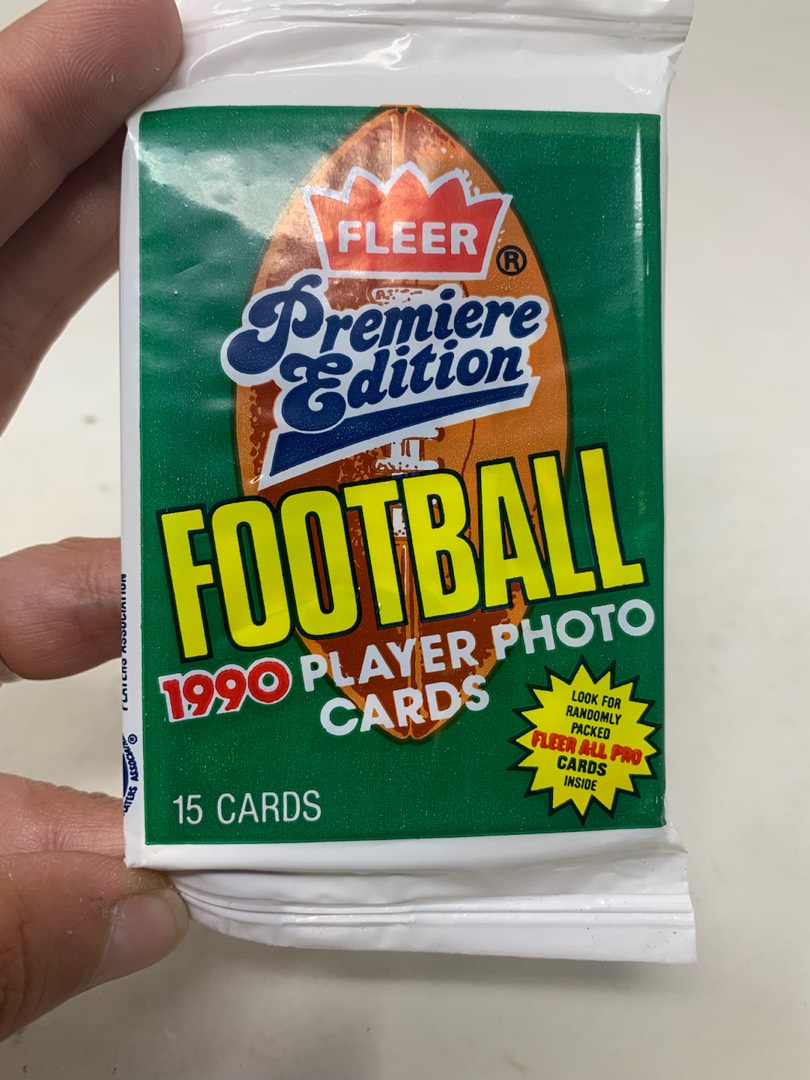 FLEER®
Premiere
Edition
FOOTBALL
1990 PLAYER PHOTO
CARDS
LOOK FOR
RANDOMLY
PACKED
FLEER ALL PRO
CARDS
INSIDE
15 CARDS
PLAYERS ASSOCIATION